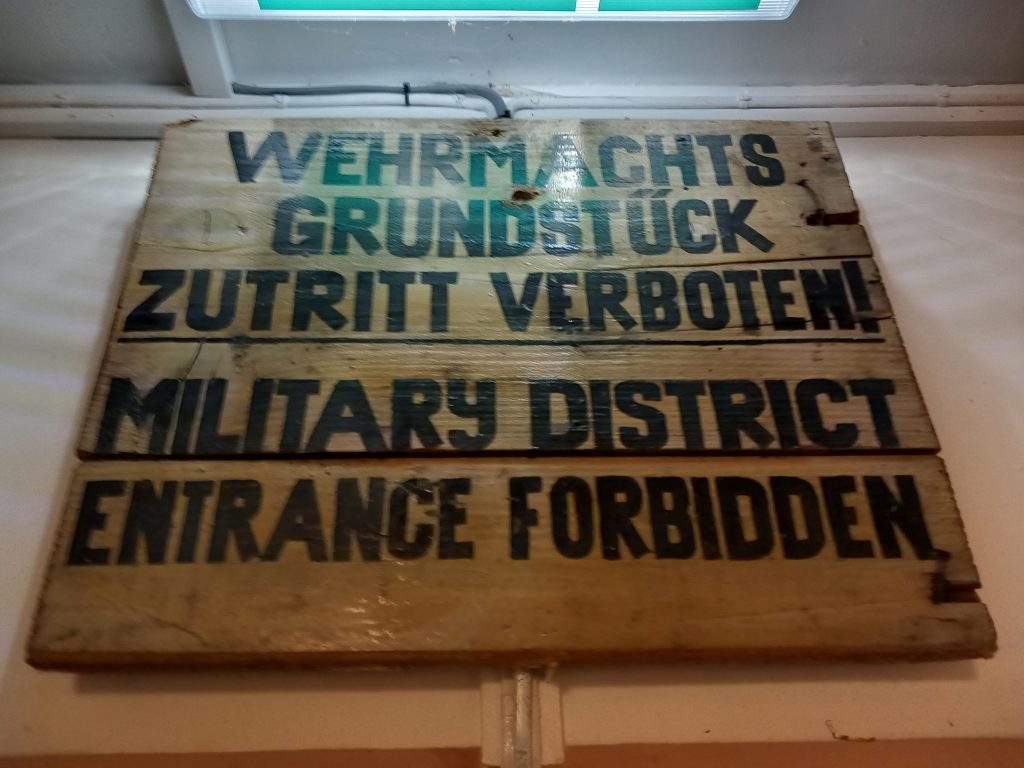 WEHRMACHTS
GRUNDSTÜCK
ZUTRITT VERBOTEN!
MILITARY DISTRICT
ENTRANCE FORBIDDEN